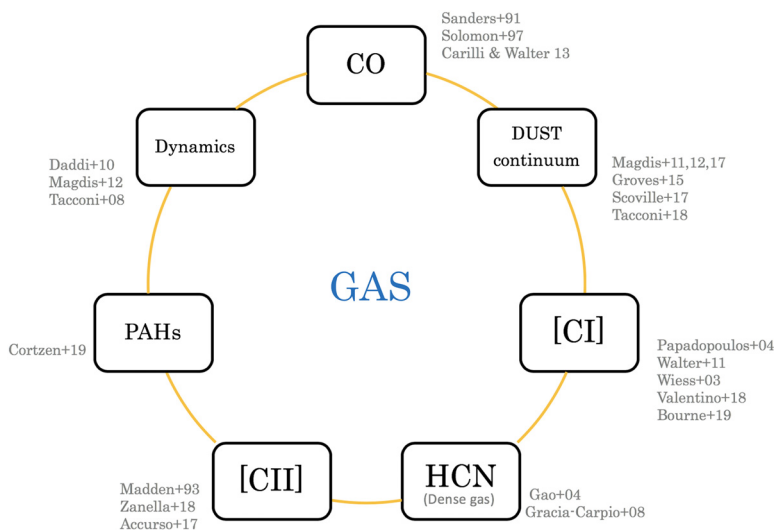 Sanders+91
Solomon+97
Carilli & Walter 13
CO
DUST
continuum
Magdis+11,12,17
Groves+15
Scoville+17
Tacconi+18
Dynamics
Daddi+10
Magdis+12
Tacconi+08
GAS
[CI]
Papadopoulos+04
Walter+11
Wiess+03
Valentino+18
Bourne+19
PAHs
Cortzen+19
HCN
(Dense gas)
Gao+04
Gracia-Carpio+08
[CII]
Madden+93
Zanella+18
Accurso+17